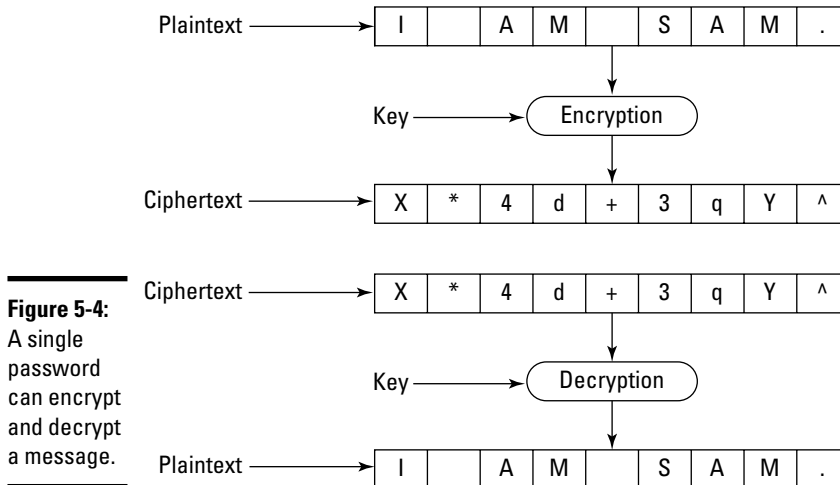 Plaintext I A M S A M .
Key Encryption
Ciphertext X * 4 d + 3 q Y ^
Ciphertext X * 4 d + 3 q Y ^
Key Decryption
Plaintext I A M S A M .
Figure 5-4:
A single
password
can encrypt
and decrypt
a message.